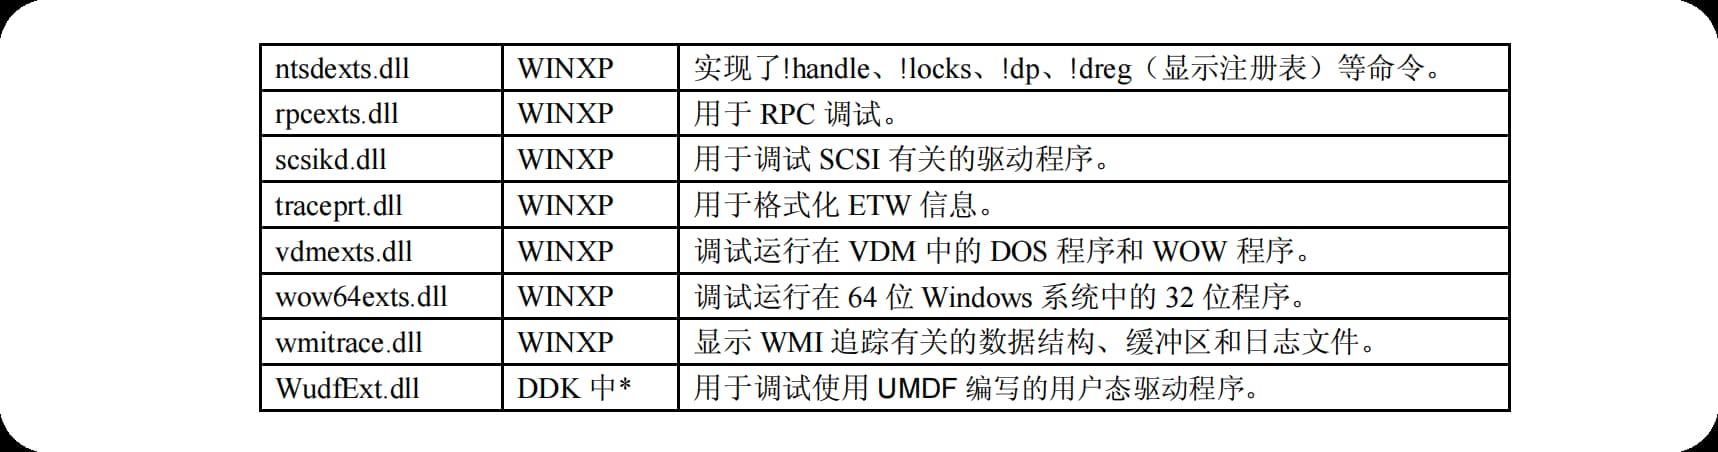 ntsdexts.dll WINXP 实现了!handle、!locks、!dp、!dreg（显示注册表）等命令。
rpcexts.dll WINXP 用于 RPC 调试。
scsikd.dll WINXP 用于调试 SCSI 有关的驱动程序。
traceprt.dll WINXP 用于格式化 ETW 信息。
vdmexts.dll WINXP 调试运行在 VDM 中的 DOS 程序和 WOW 程序。
wow64exts.dll WINXP 调试运行在 64 位 Windows 系统中的 32 位程序。
wmitrace.dll WINXP 显示 WMI 追踪有关的数据结构、缓冲区和日志文件。
WudfExt.dll DDK 中* 用于调试使用 UMDF 编写的用户态驱动程序。